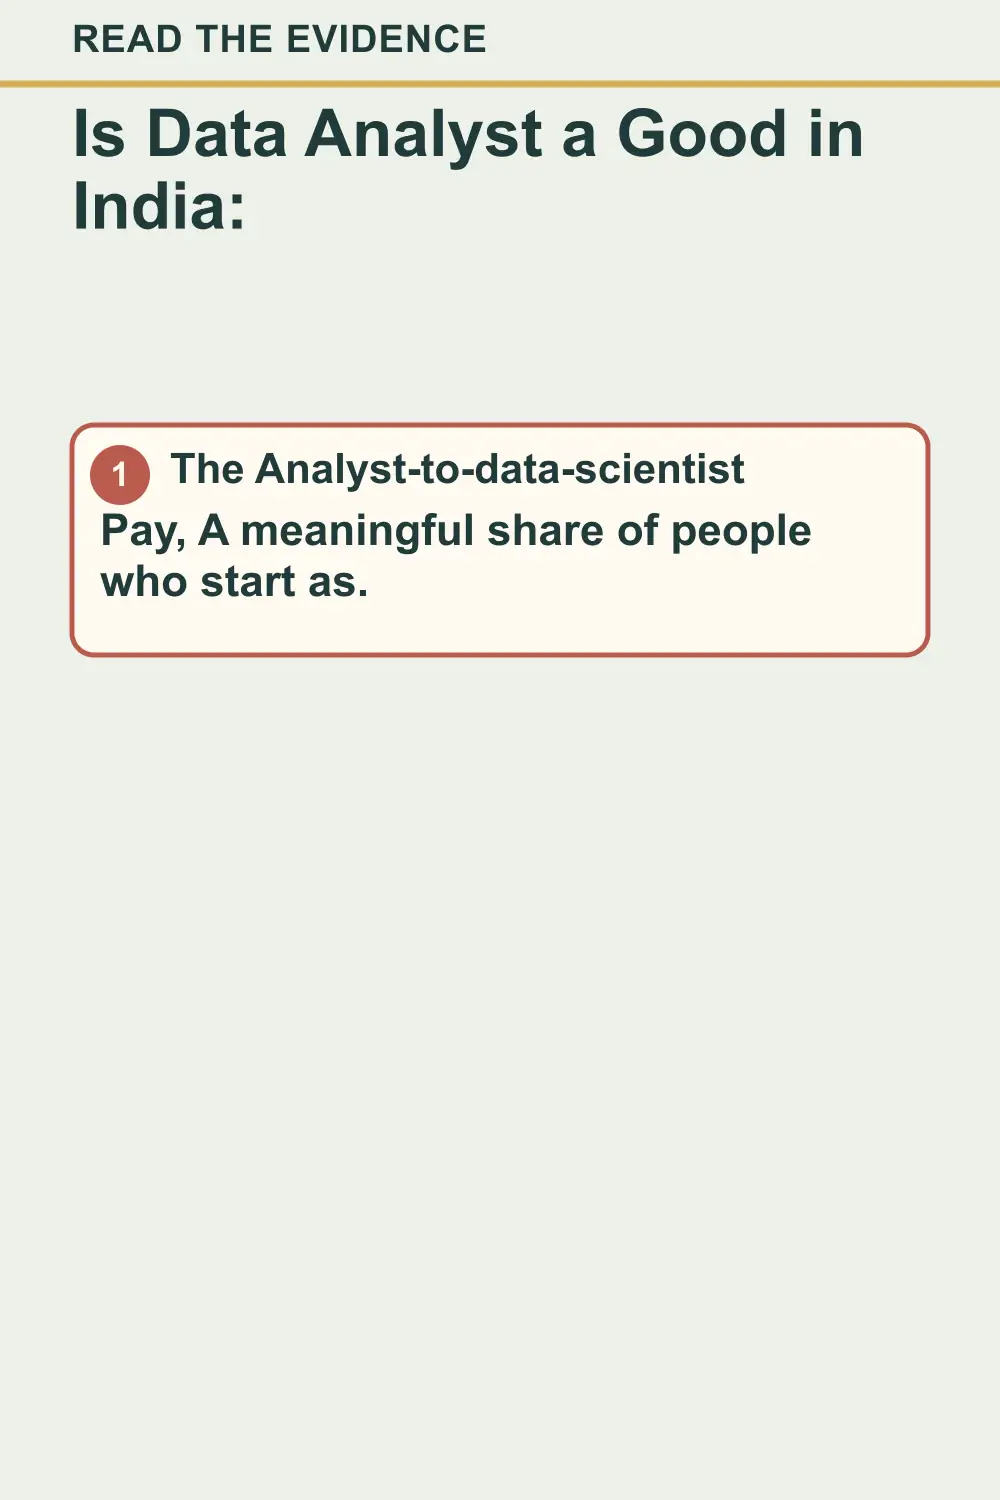 READ THE EVIDENCE
Is Data Analyst a Good in
India:
1 The Analyst-to-data-scientist
Pay, A meaningful share of people
who start as.